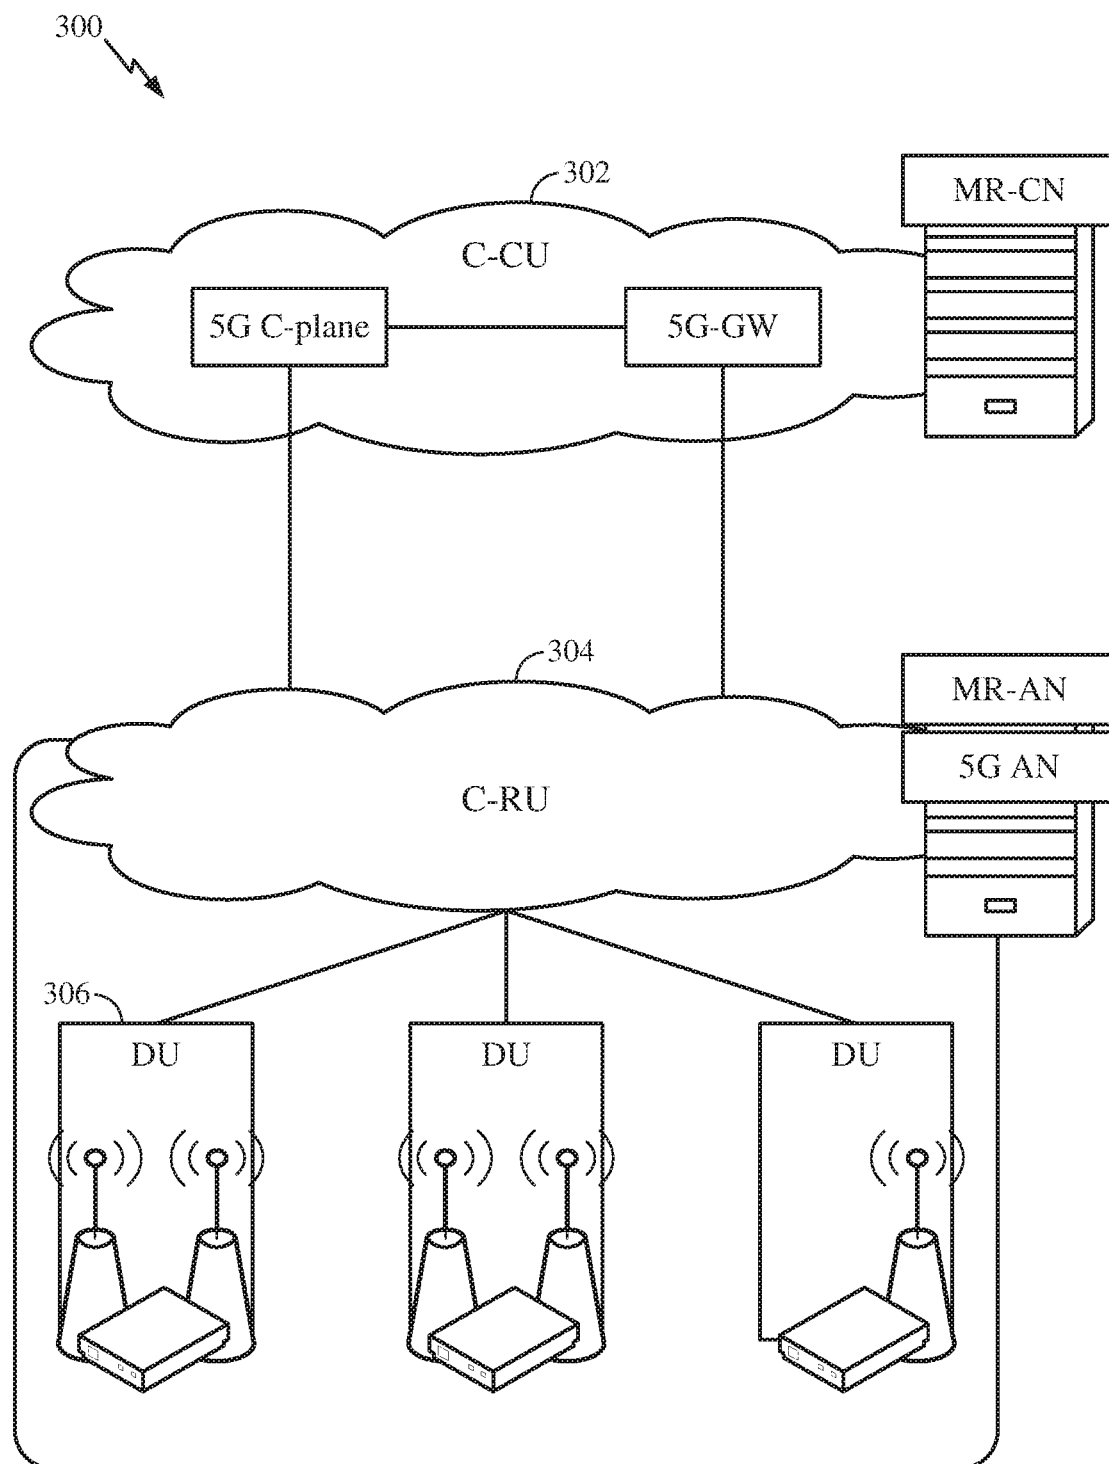 300
302
MR-CN
C-CU
5G C-plane
5G-GW
304
MR-AN
5G AN
C-RU
306
DU
DU
DU